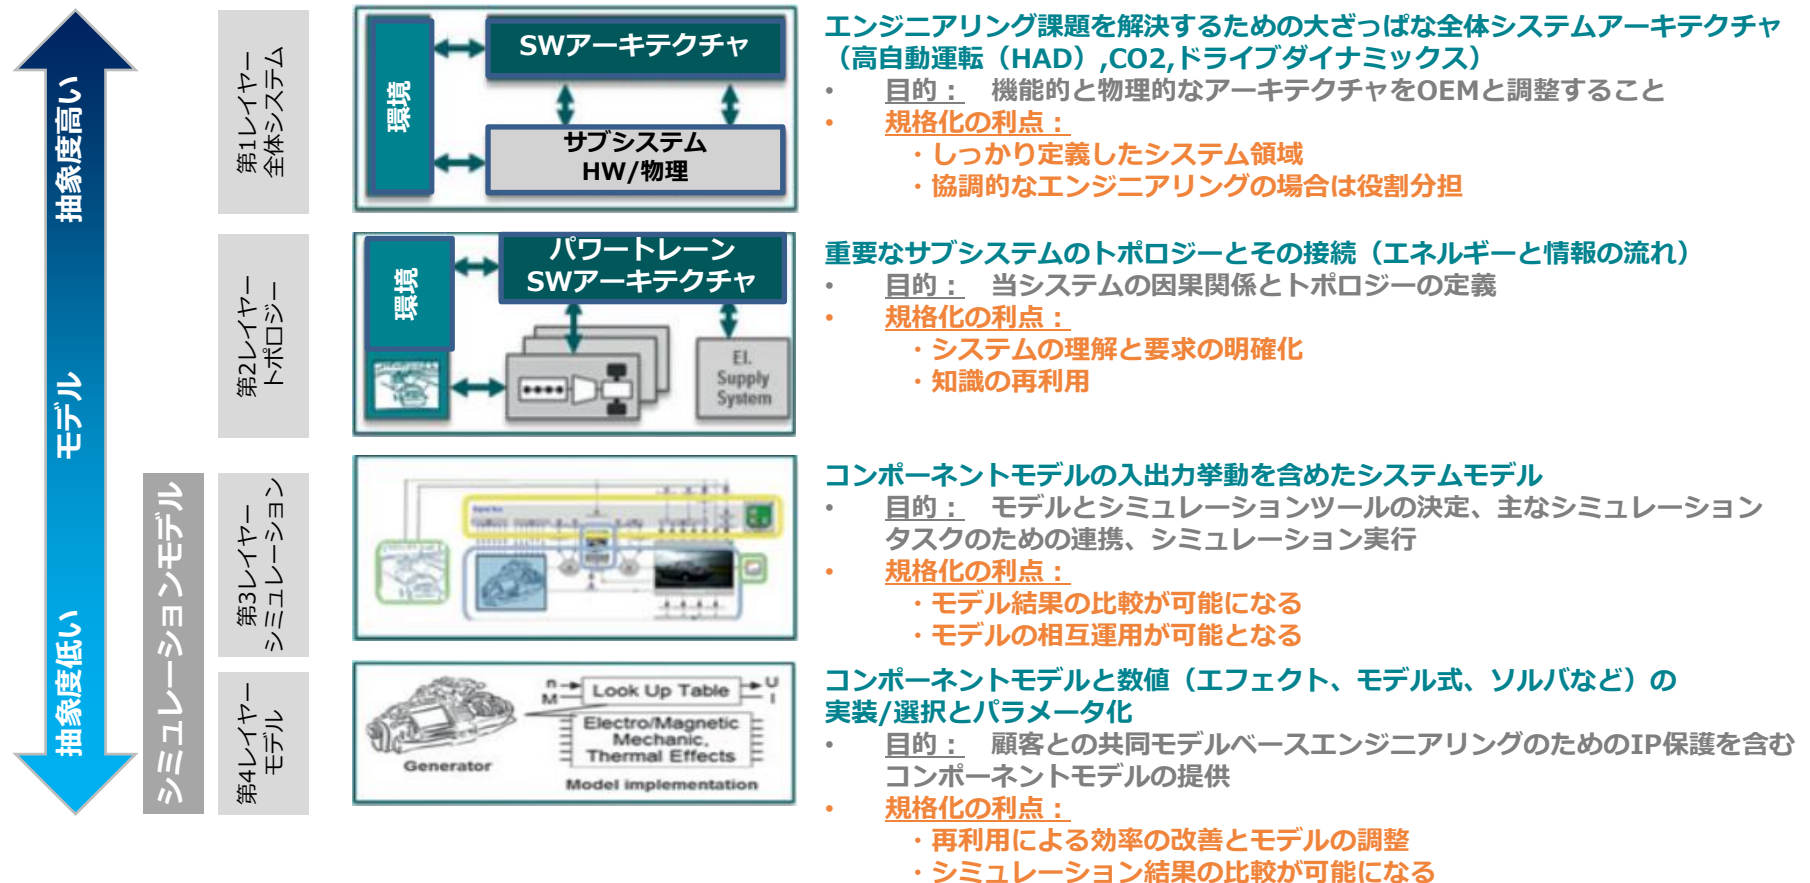 抽象度高い
モデル
抽象度低い
シミュレーションモデル
第1レイヤー
全体システム
環境
SWアーキテクチャ
サブシステム
HW/物理
エンジニアリング課題を解決するための大ざっぱな全体システムアーキテクチャ
（高自動運転（HAD）,CO2,ドライブダイナミックス）
• 目的： 機能的と物理的なアーキテクチャをOEMと調整すること
• 規格化の利点：
・しっかり定義したシステム領域
・協調的なエンジニアリングの場合は役割分担
第2レイヤー
トポロジー
環境
パワートレーン
SWアーキテクチャ
El.
Supply
System
重要なサブシステムのトポロジーとその接続（エネルギーと情報の流れ）
• 目的： 当システムの因果関係とトポロジーの定義
• 規格化の利点：
・システムの理解と要求の明確化
・知識の再利用
第3レイヤー
シミュレーション
コンポーネントモデルの入出力挙動を含めたシステムモデル
• 目的： モデルとシミュレーションツールの決定、主なシミュレーション
タスクのための連携、シミュレーション実行
• 規格化の利点：
・モデル結果の比較が可能になる
・モデルの相互運用が可能となる
第4レイヤー
モデル
Generator
n
M
Look Up Table
U
I
Electro/Magnetic
Mechanic,
Thermal Effects
Model implementation
コンポーネントモデルと数値（エフェクト、モデル式、ソルバなど）の
実装/選択とパラメータ化
• 目的： 顧客との共同モデルベースエンジニアリングのためのIP保護を含む
コンポーネントモデルの提供
• 規格化の利点：
・再利用による効率の改善とモデルの調整
・シミュレーション結果の比較が可能になる